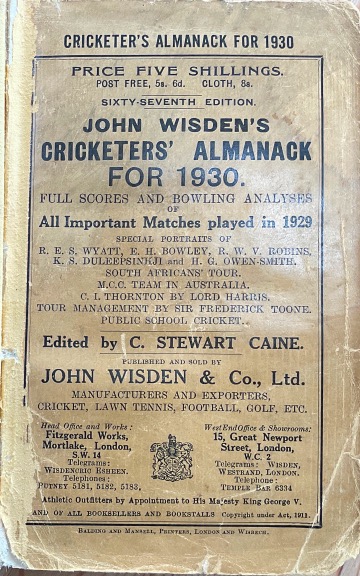 CRICKETER'S ALMANACK FOR 1930
PRICE FIVE SHILLINGS.
POST FREE, 5s. 6d. CLOTH, 8s.
SIXTY-SEVENTH EDITION.
JOHN WISDEN'S
CRICKETERS' ALMANACK
FOR 1930.
FULL SCORES AND BOWLING ANALYSES
OF
All Important Matches played in 1929
SPECIAL PORTRAITS OF
R. E. S. WYATT, E. H. BOWLEY, R. W. V. ROBINS,
K. S. DULEEPSINHJI and H. G. OWEN-SMITH.
SOUTH AFRICANS' TOUR.
M.C.C. TEAM IN AUSTRALIA.
C. I. THORNTON BY LORD HARRIS.
TOUR MANAGEMENT BY SIR FREDERICK TOONE.
PUBLIC SCHOOL CRICKET.
Edited by C. STEWART CAINE.
PUBLISHED AND SOLD BY
JOHN WISDEN & Co., Ltd.
MANUFACTURERS AND EXPORTERS,
CRICKET, LAWN TENNIS, FOOTBALL, GOLF, ETC.
Head Office and Works:
Fitzgerald Works,
Mortlake, London,
S.W. 14
Telegrams:
WISDENCRIC RSHEEN.
Telephones:
PUTNEY 5181, 5182, 5183.
West End Office & Showrooms:
15, Great Newport
Street, London,
W.C. 2
Telegrams: WISDEN,
WESTRAND, LONDON.
Telephone:
TEMPLE BAR 6334
Athletic Outfitters by Appointment to His Majesty King George V.
AND OF ALL BOOKSELLERS AND BOOKSTALLS Copyright under Act, 1911.
BALDING AND MANSELL, PRINTERS, LONDON AND WISBECH.